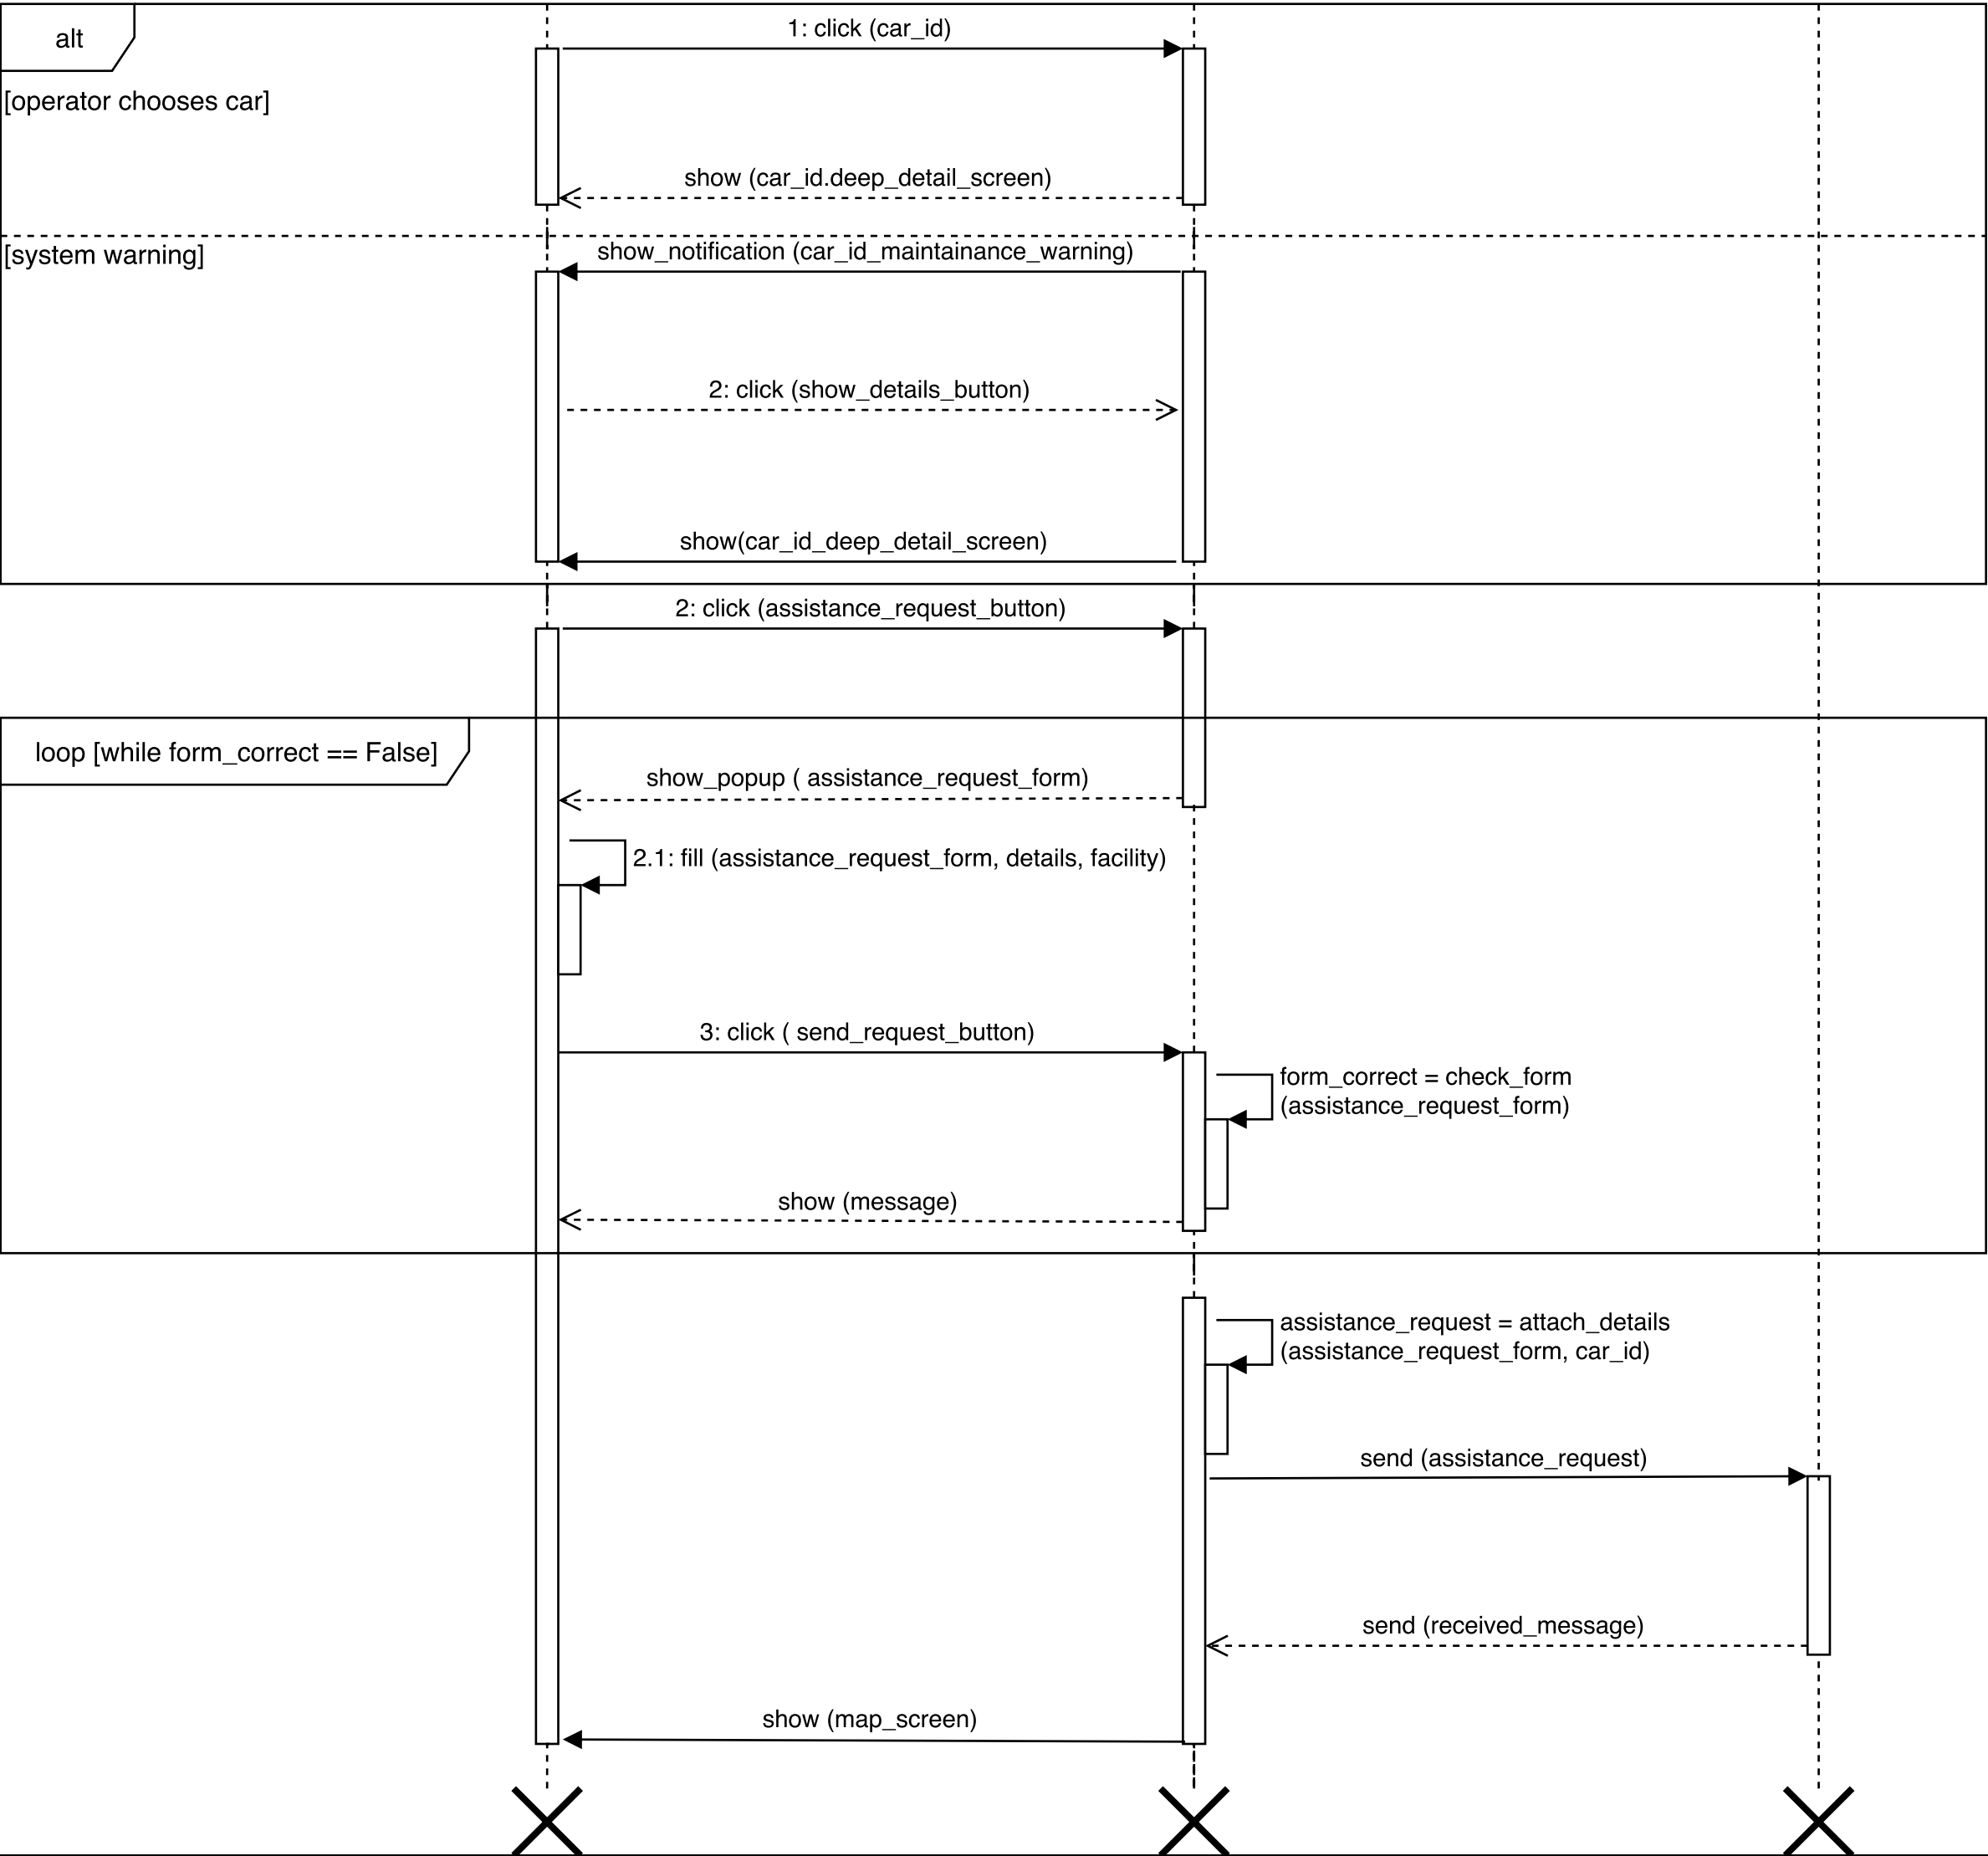 alt
1: click (car_id)
[operator chooses car]
show (car_id.deep_detail_screen)
[system warning]
show_notification (car_id_maintainance_warning)
2: click (show_details_button)
show(car_id_deep_detail_screen)
2: click (assistance_request_button)
loop [while form_correct == False]
show_popup ( assistance_request_form)
2.1: fill (assistance_request_form, details, facility)
3: click ( send_request_button)
form_correct = check_form
(assistance_request_form)
show (message)
assistance_request = attach_details
(assistance_request_form, car_id)
send (assistance_request)
send (received_message)
show (map_screen)